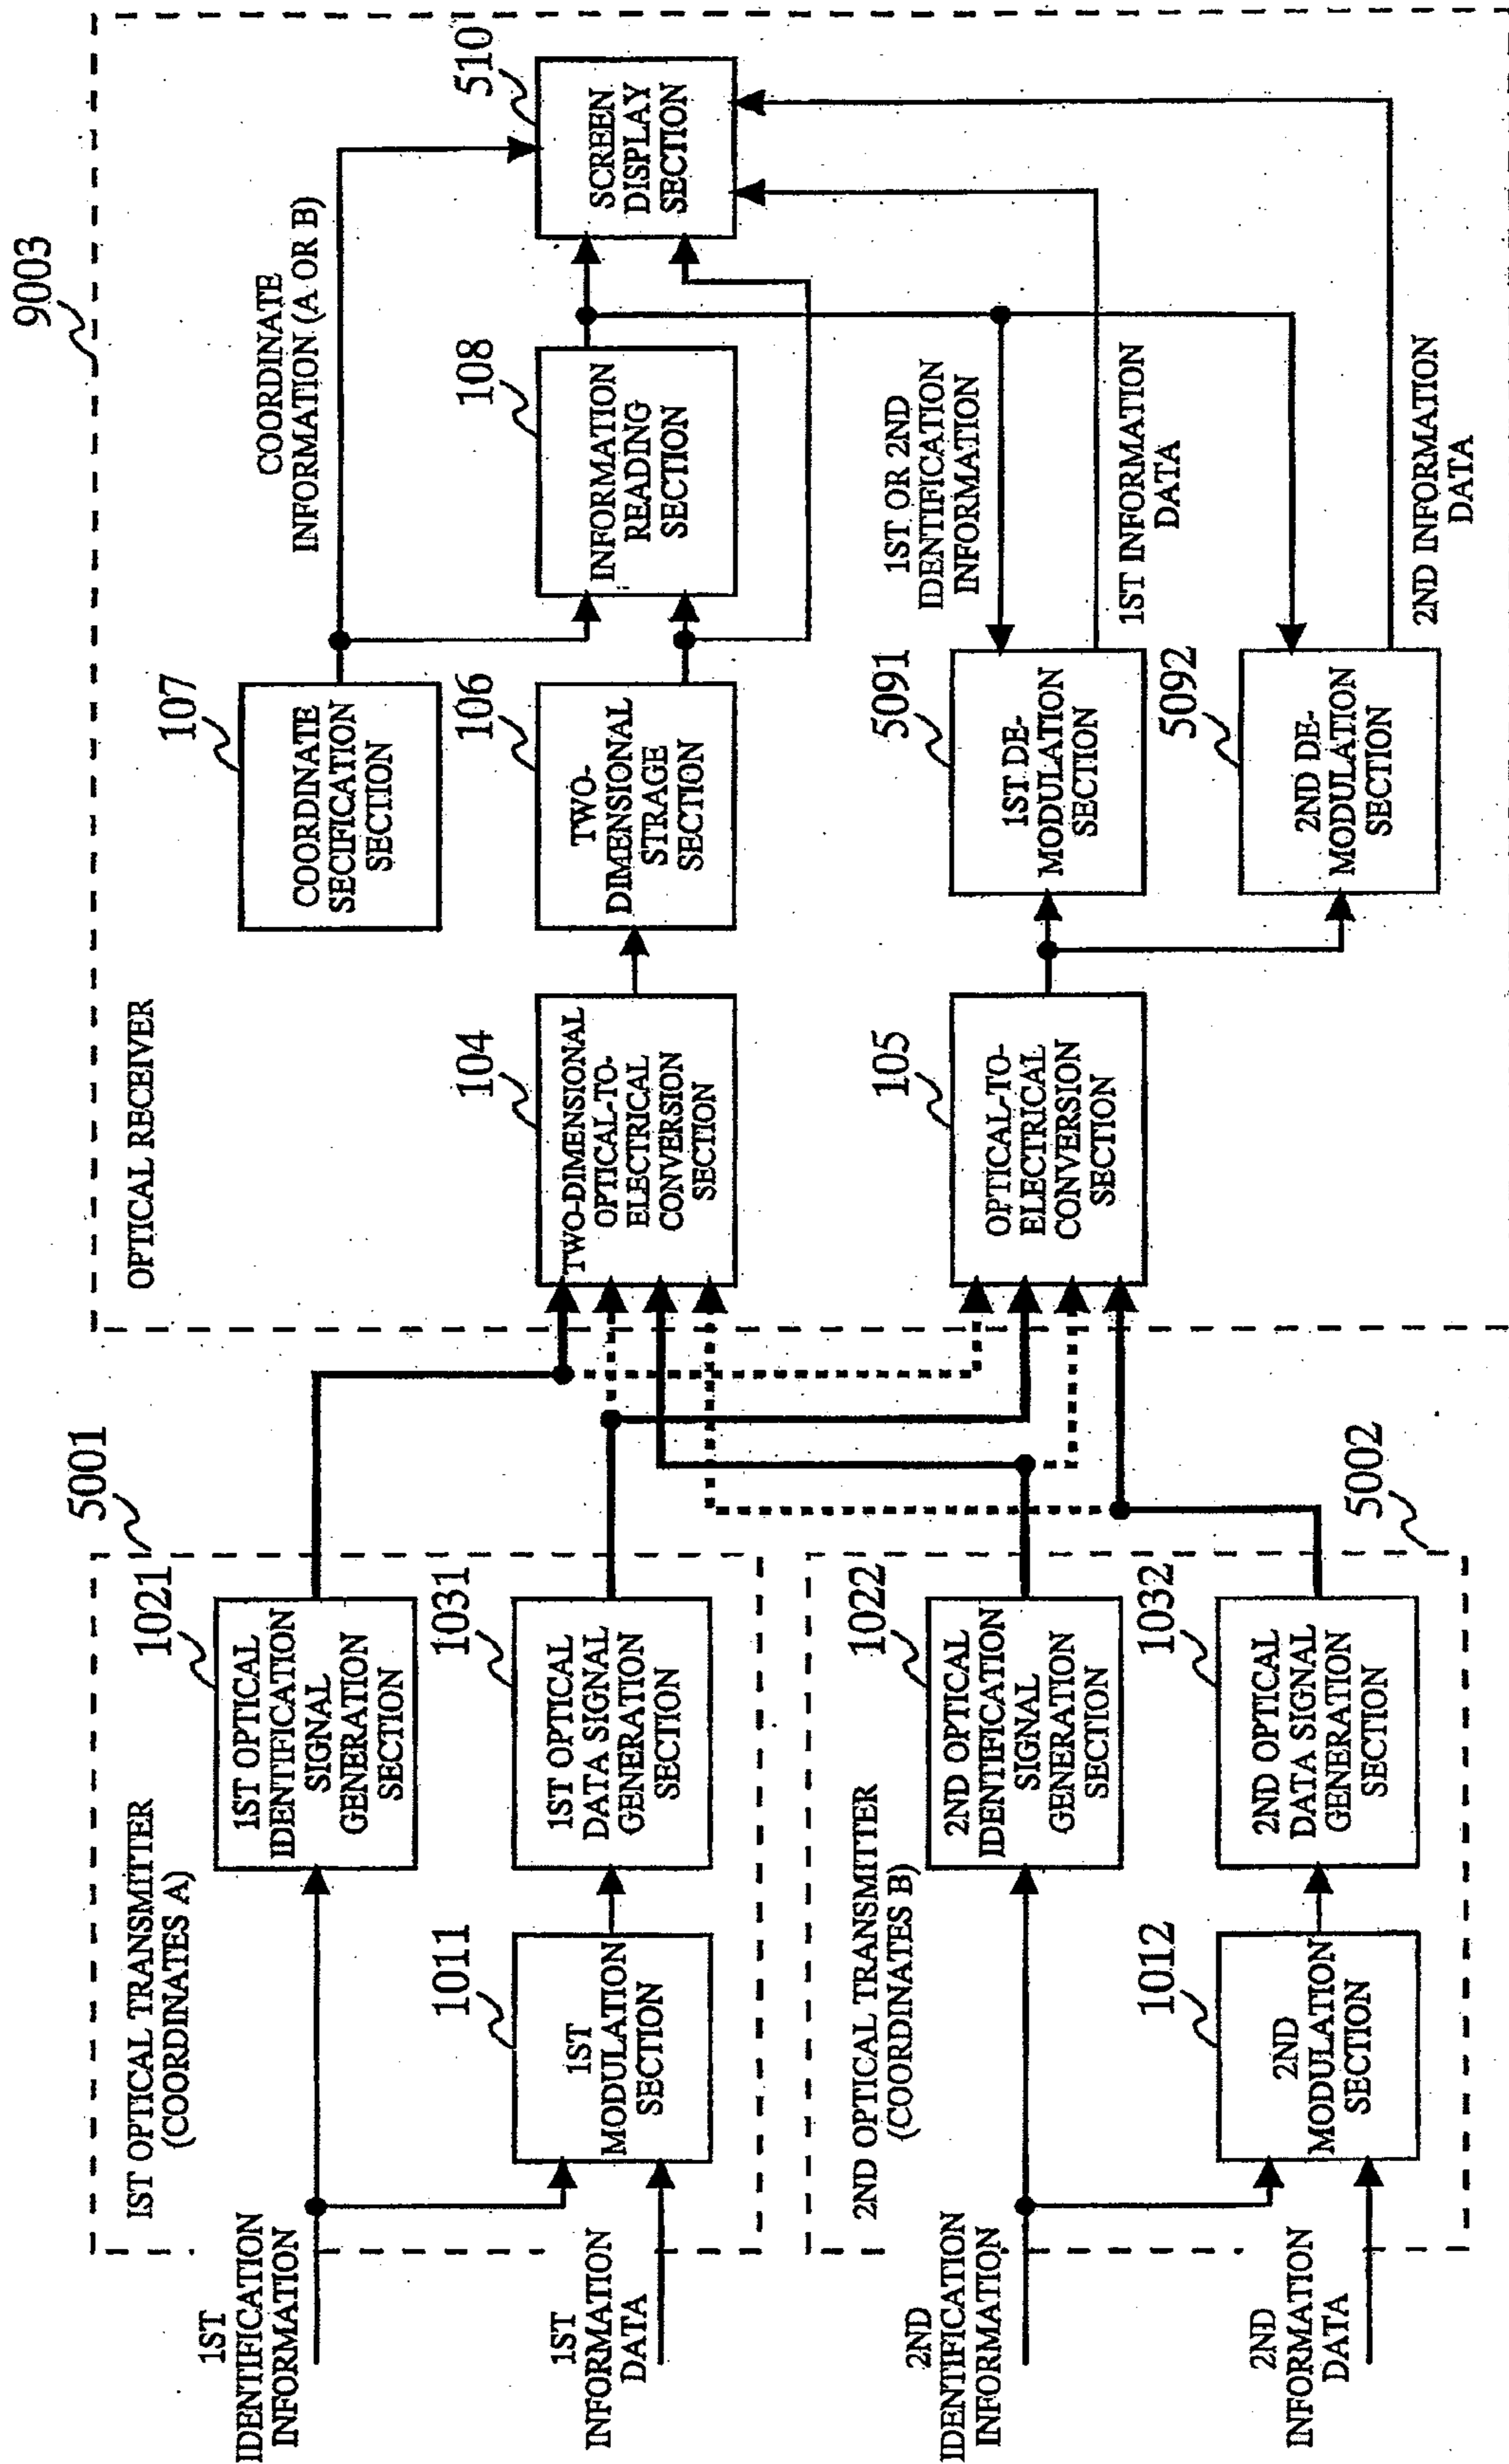 9003
OPTICAL RECEIVER
107
COORDINATE
SECIFICATION
SECTION
COORDINATE
INFORMATION (A OR B)
104
TWO-DIMENSIONAL
OPTICAL-TO-
ELECTRICAL
CONVERSION
SECTION
106
TWO-
DIMENSIONAL
STRAGE
SECTION
108
INFORMATION
READING
SECTION
510
SCREEN
DISPLAY
SECTION
105
OPTICAL-TO-
ELECTRICAL
CONVERSION
SECTION
5091
1ST DE-
MODULATION
SECTION
1ST OR 2ND
IDENTIFICATION
INFORMATION
1ST INFORMATION
DATA
5092
2ND DE-
MODULATION
SECTION
2ND INFORMATION
DATA
5001
1ST OPTICAL TRANSMITTER
(COORDINATES A)
1ST
IDENTIFICATION
INFORMATION
1021
1ST OPTICAL
IDENTIFICATION
SIGNAL
GENERATION
SECTION
1ST
INFORMATION
DATA
1011
1ST
MODULATION
SECTION
1031
1ST OPTICAL
DATA SIGNAL
GENERATION
SECTION
5002
2ND OPTICAL TRANSMITTER
(COORDINATES B)
2ND
IDENTIFICATION
INFORMATION
1022
2ND OPTICAL
IDENTIFICATION
SIGNAL
GENERATION
SECTION
2ND
INFORMATION
DATA
1012
2ND
MODULATION
SECTION
1032
2ND OPTICAL
DATA SIGNAL
GENERATION
SECTION